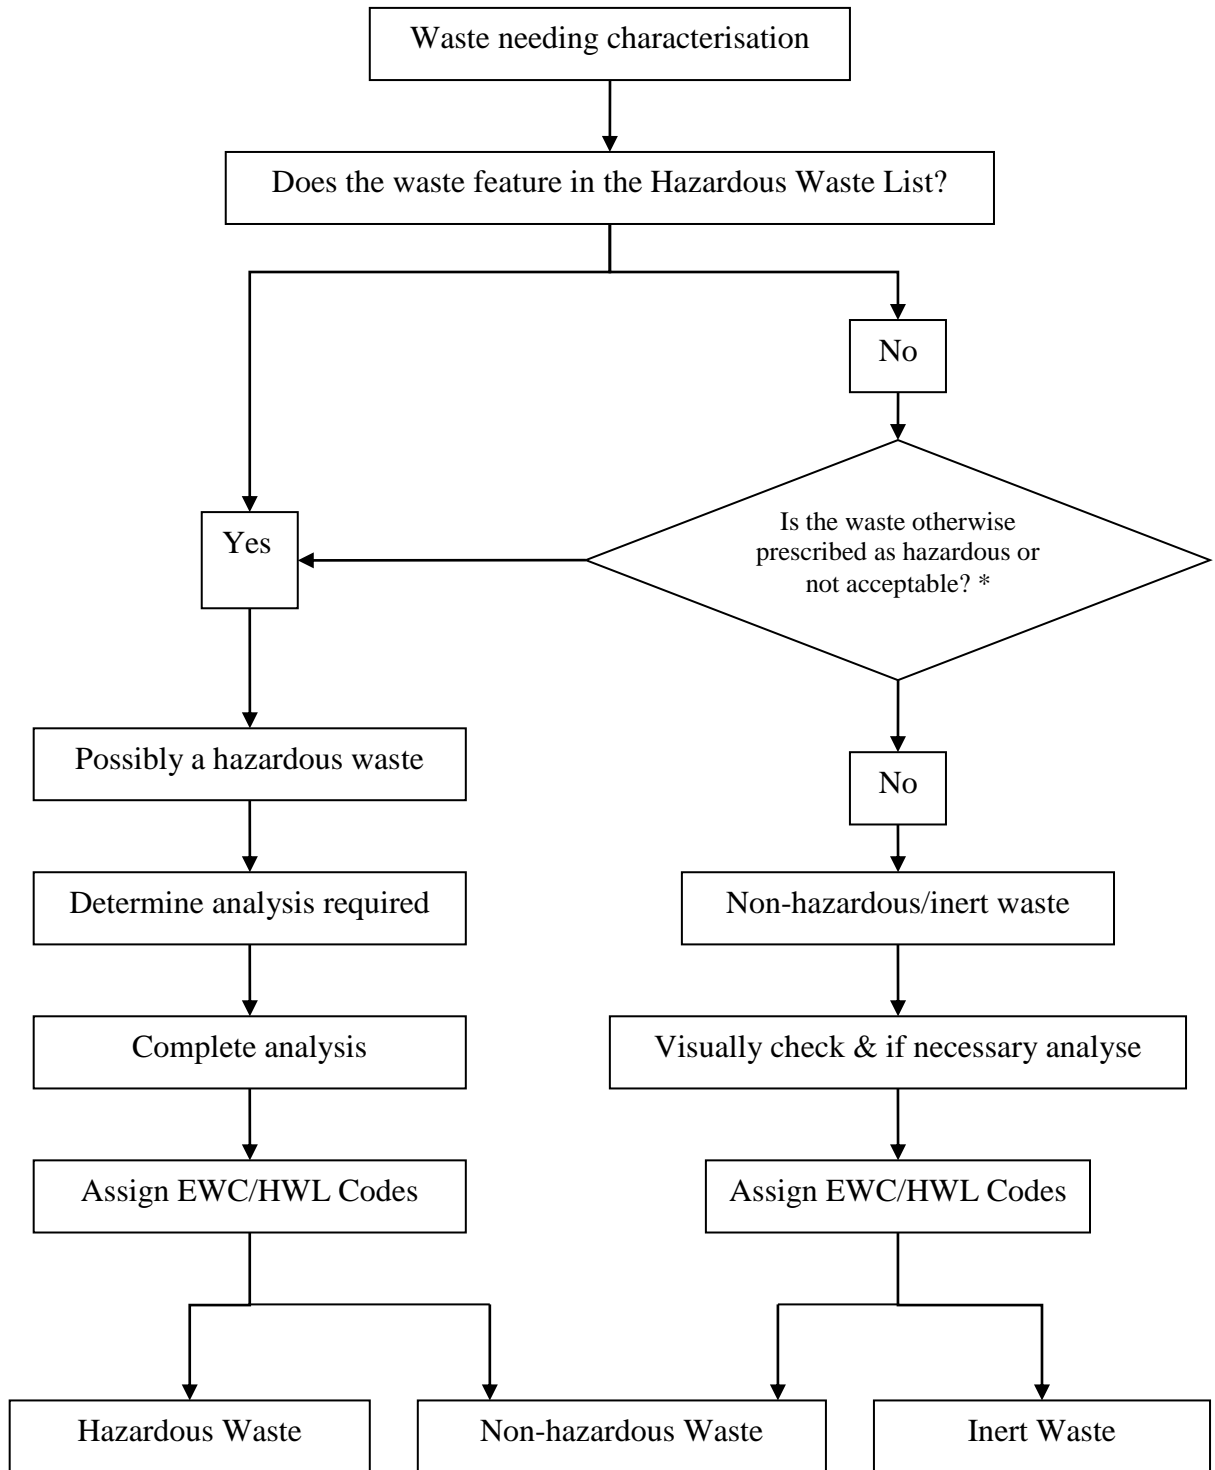 Waste needing characterisation
Does the waste feature in the Hazardous Waste List?
No
Is the waste otherwise
prescribed as hazardous or
not acceptable? *
Yes
Possibly a hazardous waste
No
Determine analysis required
Non-hazardous/inert waste
Complete analysis
Visually check & if necessary analyse
Assign EWC/HWL Codes
Assign EWC/HWL Codes
Hazardous Waste
Non-hazardous Waste
Inert Waste